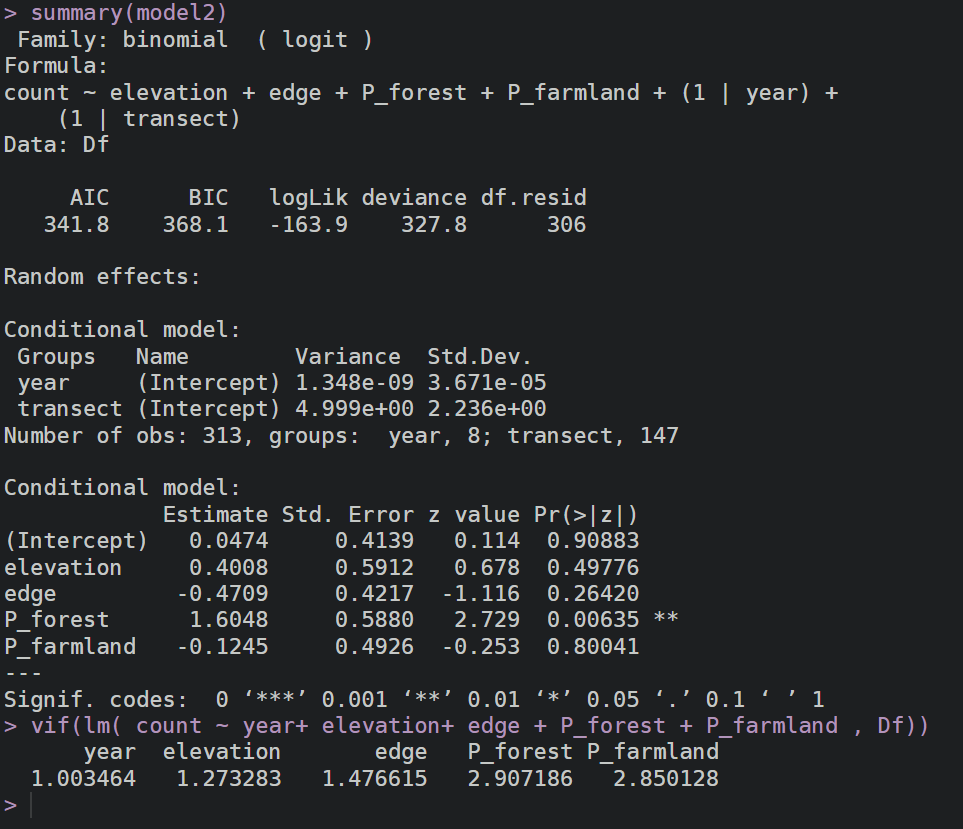 > summary(model2)
 Family: binomial  ( logit )
Formula:
count ~ elevation + edge + P_forest + P_farmland + (1 | year) +
    (1 | transect)
Data: Df

     AIC      BIC   logLik deviance df.resid
   341.8    368.1   -163.9    327.8      306

Random effects:

Conditional model:
 Groups   Name        Variance  Std.Dev.
 year     (Intercept) 1.348e-09 3.671e-05
 transect (Intercept) 4.999e+00 2.236e+00
Number of obs: 313, groups:  year, 8; transect, 147

Conditional model:
            Estimate Std. Error z value Pr(>|z|)
(Intercept)   0.0474     0.4139   0.114  0.90883
elevation     0.4008     0.5912   0.678  0.49776
edge         -0.4709     0.4217  -1.116  0.26420
P_forest      1.6048     0.5880   2.729  0.00635 **
P_farmland   -0.1245     0.4926  -0.253  0.80041
---
Signif. codes:  0 ‘***’ 0.001 ‘**’ 0.01 ‘*’ 0.05 ‘.’ 0.1 ‘ ’ 1
> vif(lm( count ~ year+ elevation+ edge + P_forest + P_farmland , Df))
      year  elevation       edge   P_forest P_farmland
  1.003464   1.273283   1.476615   2.907186   2.850128
>